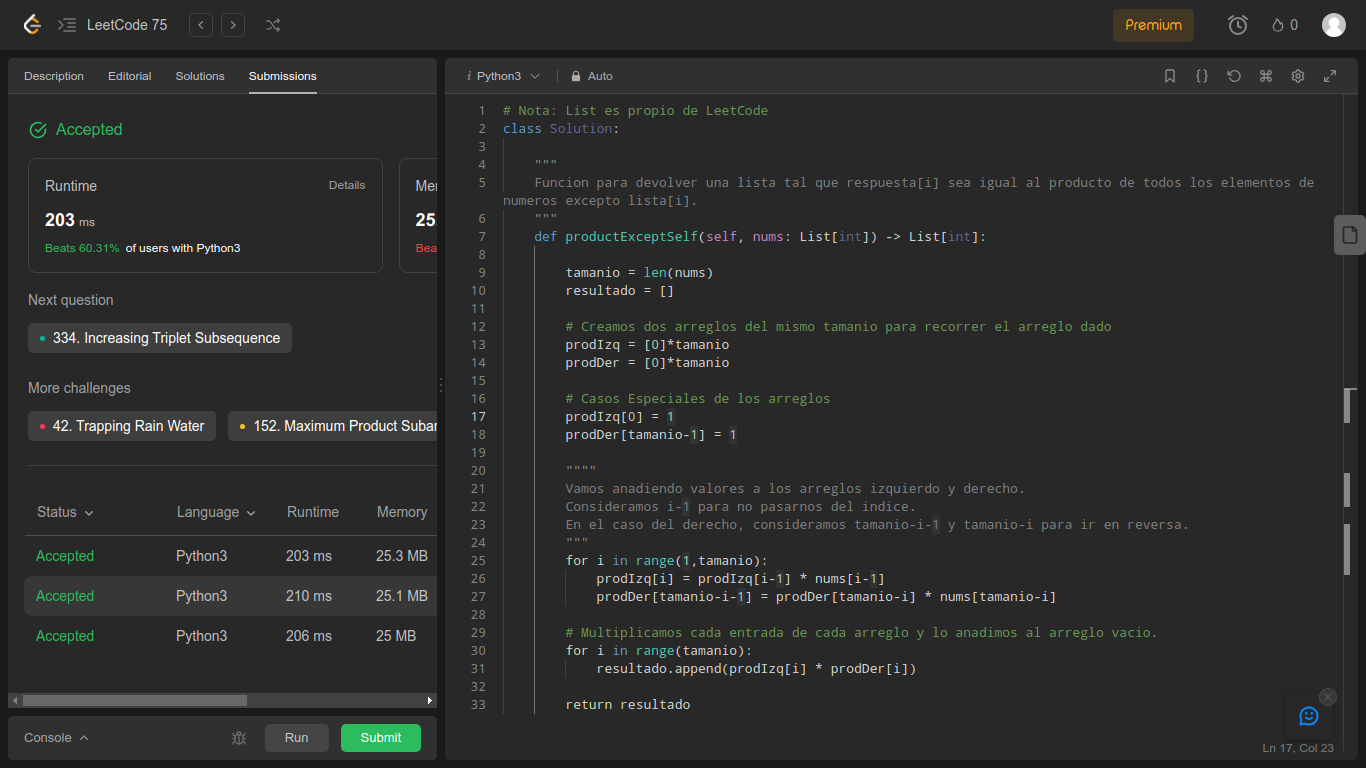 LeetCode 75
Premium
0
Description Editorial Solutions Submissions
Accepted
Runtime Details
203 ms
Beats 60.31% of users with Python3
Mer
25.
Bea
Next question
334. Increasing Triplet Subsequence
More challenges
42. Trapping Rain Water
152. Maximum Product Subar
Status Language Runtime Memory
Accepted Python3 203 ms 25.3 MB
Accepted Python3 210 ms 25.1 MB
Accepted Python3 206 ms 25 MB
Console Run Submit
i Python3 Auto
1 # Nota: List es propio de LeetCode
2 class Solution:
3
4 """
5 Funcion para devolver una lista tal que respuesta[i] sea igual al producto de todos los elementos de
numeros excepto lista[i].
6 """
7 def productExceptSelf(self, nums: List[int]) -> List[int]:
8
9 tamanio = len(nums)
10 resultado = []
11
12 # Creamos dos arreglos del mismo tamanio para recorrer el arreglo dado
13 prodIzq = [0]*tamanio
14 prodDer = [0]*tamanio
15
16 # Casos Especiales de los arreglos
17 prodIzq[0] = 1
18 prodDer[tamanio-1] = 1
19
20 """"
21 Vamos anadiendo valores a los arreglos izquierdo y derecho.
22 Consideramos i-1 para no pasarnos del indice.
23 En el caso del derecho, consideramos tamanio-i-1 y tamanio-i para ir en reversa.
24 """
25 for i in range(1,tamanio):
26 prodIzq[i] = prodIzq[i-1] * nums[i-1]
27 prodDer[tamanio-i-1] = prodDer[tamanio-i] * nums[tamanio-i]
28
29 # Multiplicamos cada entrada de cada arreglo y lo anadimos al arreglo vacio.
30 for i in range(tamanio):
31 resultado.append(prodIzq[i] * prodDer[i])
32
33 return resultado
Ln 17, Col 23